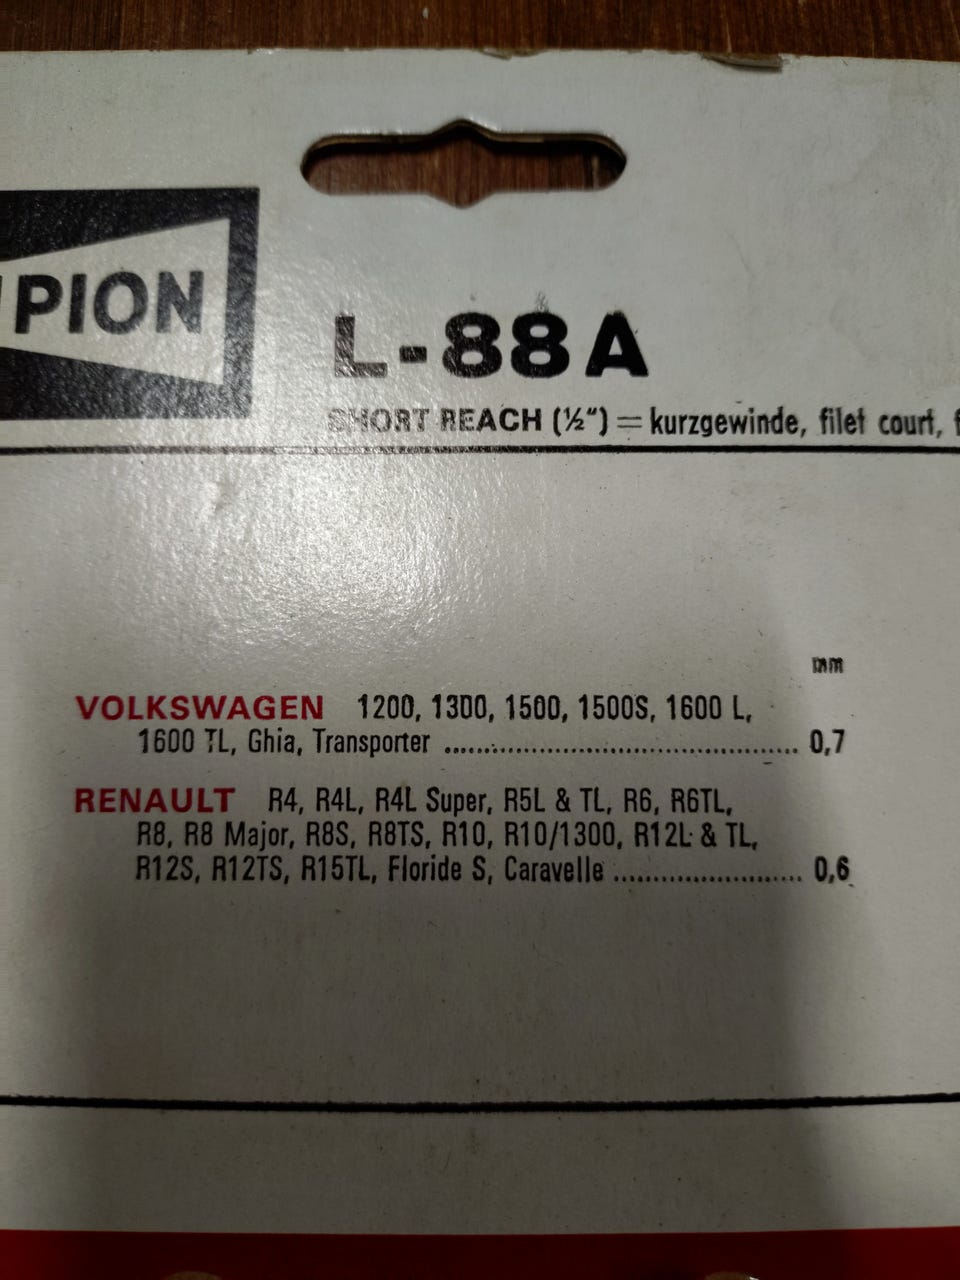 PION
L-88A
SHORT REACH (½“) = kurzgewinde, filet court,
mm
VOLKSWAGEN 1200, 1300, 1500, 1500S, 1600 L,
1600 TL, Ghia, Transporter ................................................ 0,7
RENAULT R4, R4L, R4L Super, R5L & TL, R6, R6TL,
R8, R8 Major, R8S, R8TS, R10, R10/1300, R12L & TL,
R12S, R12TS, R15TL, Floride S, Caravelle ......................... 0,6